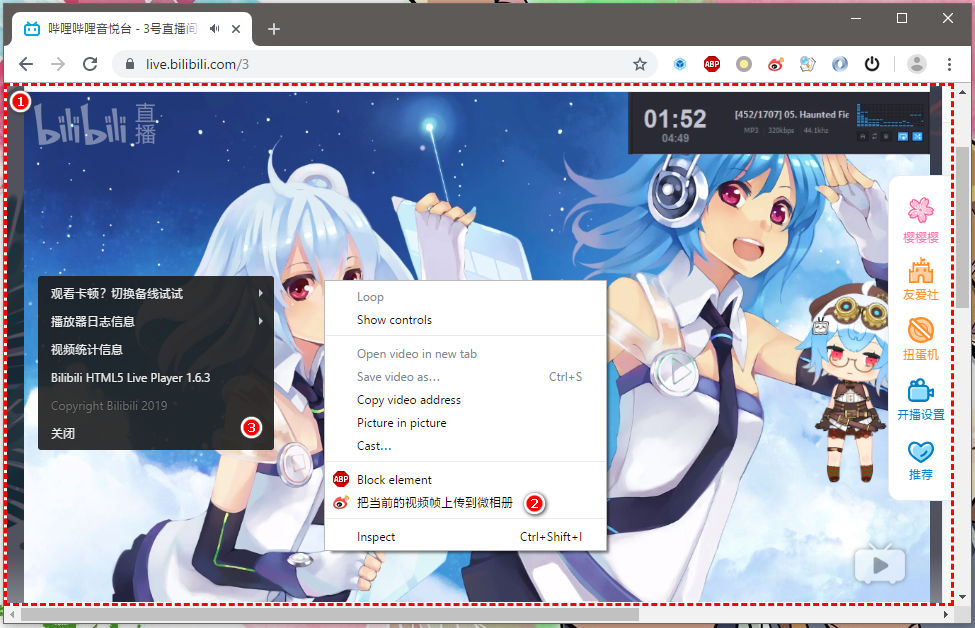 哔哩哔哩音悦台 - 3号直播间
live.bilibili.com/3
ABP
1
bilibili 直播
01:52
04:49
[452/1707] 05. Haunted Fie
MP3 320kbps 44.1khz
樱樱樱
友爱社
扭蛋机
开播设置
推荐
观看卡顿？切换备线试试
播放器日志信息
视频统计信息
Bilibili HTML5 Live Player 1.6.3
Copyright Bilibili 2019
关闭
3
Loop
Show controls
Open video in new tab
Save video as... Ctrl+S
Copy video address
Picture in picture
Cast...
ABP Block element
把当前的视频帧上传到微相册 2
Inspect Ctrl+Shift+I